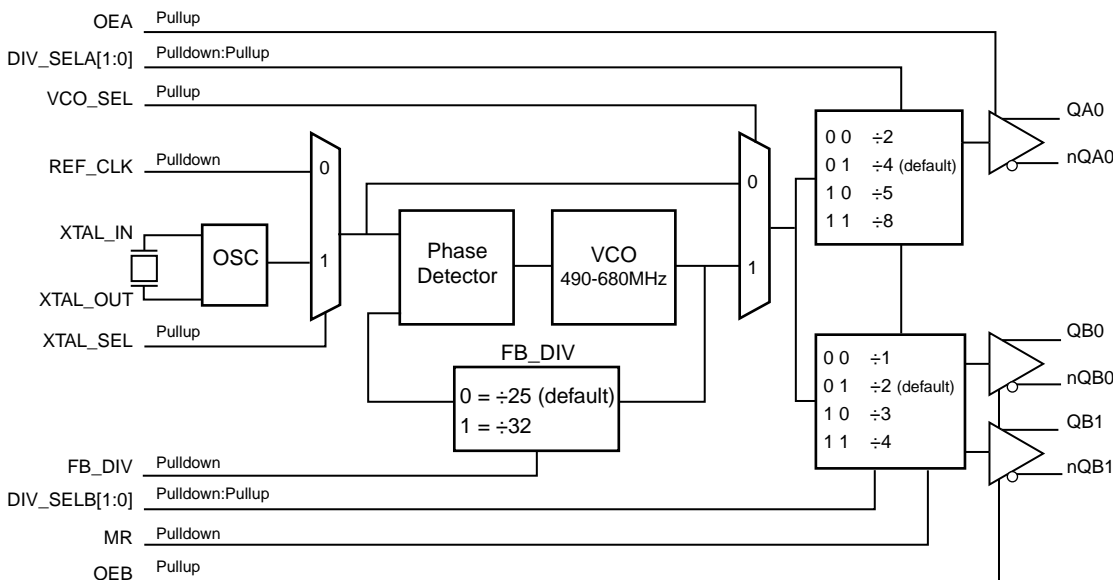 OEA Pullup
DIV_SELA[1:0] Pulldown:Pullup
VCO_SEL Pullup
REF_CLK Pulldown
XTAL_IN
XTAL_OUT
XTAL_SEL Pullup
OSC
0
1
Phase
Detector
VCO
490-680MHz
0
1
FB_DIV
0 = ÷25 (default)
1 = ÷32
0 0 ÷2
0 1 ÷4 (default)
1 0 ÷5
1 1 ÷8
0 0 ÷1
0 1 ÷2 (default)
1 0 ÷3
1 1 ÷4
QA0
nQA0
QB0
nQB0
QB1
nQB1
FB_DIV Pulldown
DIV_SELB[1:0] Pulldown:Pullup
MR Pulldown
OEB Pullup